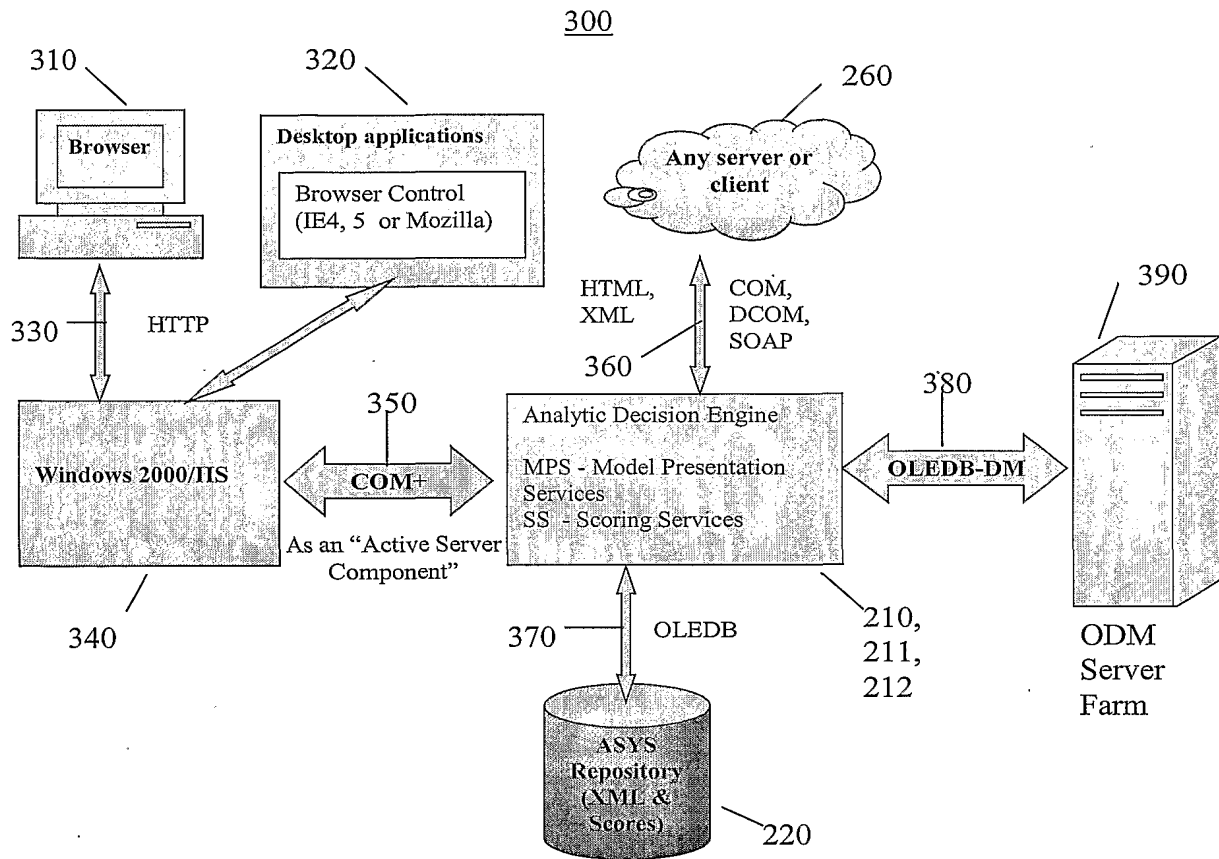 300
310
320
260
Browser
Desktop applications
Browser Control
(IE4, 5 or Mozilla)
Any server or
client
330
HTTP
HTML,
XML
COM,
DCOM,
SOAP
360
390
350
380
Windows 2000/IIS
COM+
As an “Active Server
Component”
Analytic Decision Engine
MPS - Model Presentation
Services
SS - Scoring Services
OLEDB-DM
340
370
OLEDB
210,
211,
212
ODM
Server
Farm
ASYS
Repository
(XML &
Scores)
220